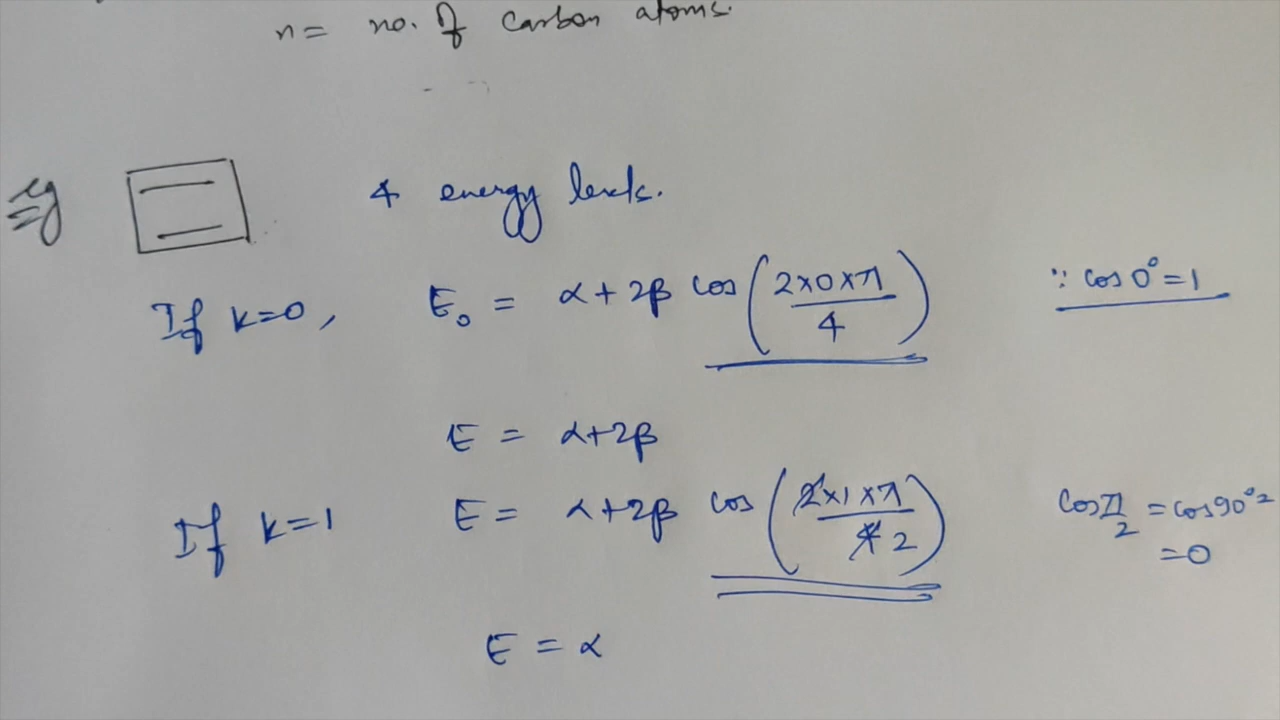 n = no. of carbon atoms.
eg 4 energy levels.
If k=0, E₀ = α+2β cos(2×0×π/4) ∵ cos 0° = 1
E = α+2β
If k=1 E = α+2β cos(2×1×π/4 2) cos π/2 = cos 90° =
= 0
E = α